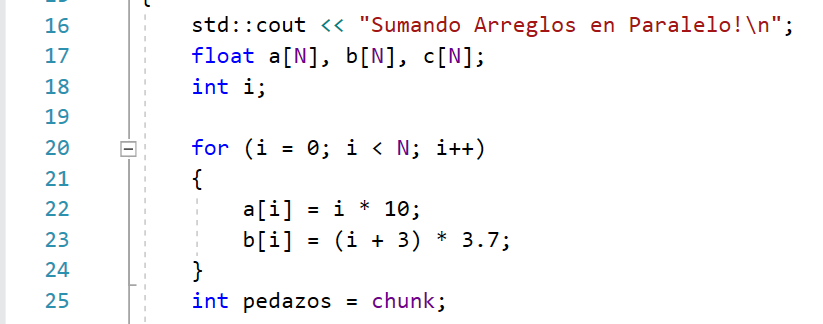 16 std::cout << "Sumando Arreglos en Paralelo!\n";
17 float a[N], b[N], c[N];
18 int i;
19
20 for (i = 0; i < N; i++)
21 {
22 a[i] = i * 10;
23 b[i] = (i + 3) * 3.7;
24 }
25 int pedazos = chunk;